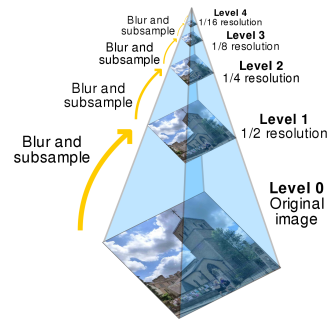 Level 4
1/16 resolution
Blur and
subsample
Level 3
1/8 resolution
Blur and
subsample
Level 2
1/4 resolution
Blur and
subsample
Level 1
1/2 resolution
Blur and
subsample
Level 0
Original
image